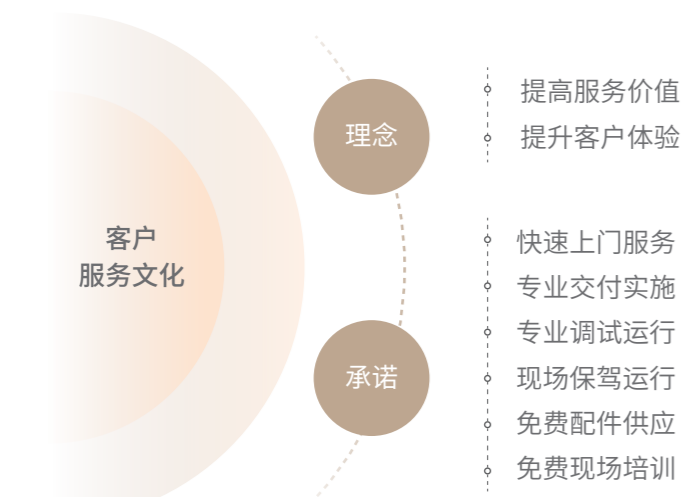 客户
服务文化
理念
提高服务价值
提升客户体验
承诺
快速上门服务
专业交付实施
专业调试运行
现场保驾运行
免费配件供应
免费现场培训